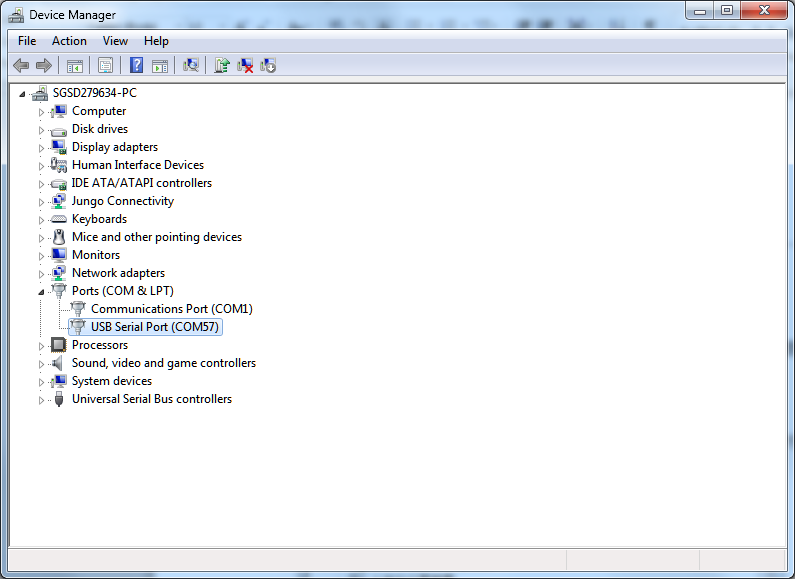 Device Manager
File Action View Help
SGSD279634-PC
Computer
Disk drives
Display adapters
Human Interface Devices
IDE ATA/ATAPI controllers
Jungo Connectivity
Keyboards
Mice and other pointing devices
Monitors
Network adapters
Ports (COM & LPT)
Communications Port (COM1)
USB Serial Port (COM57)
Processors
Sound, video and game controllers
System devices
Universal Serial Bus controllers